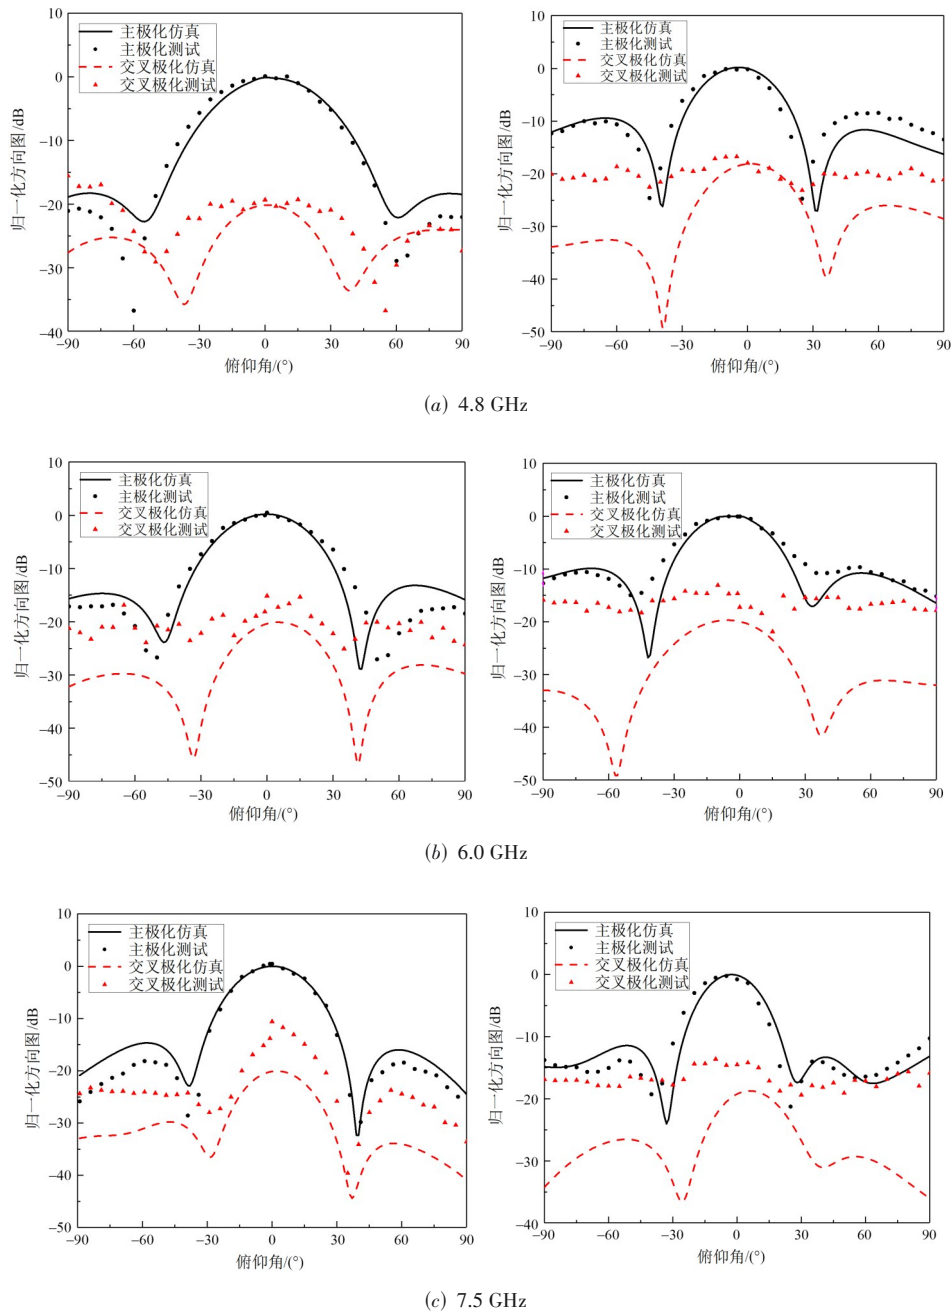 10
0
−10
−20
−30
−40
−90
−60
−30
0
30
60
90
归一化方向图/dB
俯仰角/(°)
主极化仿真
主极化测试
交叉极化仿真
交叉极化测试
10
0
−10
−20
−30
−40
−50
−90
−60
−30
0
30
60
90
归一化方向图/dB
俯仰角/(°)
主极化仿真
主极化测试
交叉极化仿真
交叉极化测试
(a) 4.8 GHz
10
0
−10
−20
−30
−40
−50
−90
−60
−30
0
30
60
90
归一化方向图/dB
俯仰角/(°)
主极化仿真
主极化测试
交叉极化仿真
交叉极化测试
10
0
−10
−20
−30
−40
−50
−90
−60
−30
0
30
60
90
归一化方向图/dB
俯仰角/(°)
主极化仿真
主极化测试
交叉极化仿真
交叉极化测试
(b) 6.0 GHz
10
0
−10
−20
−30
−40
−50
−90
−60
−30
0
30
60
90
归一化方向图/dB
俯仰角/(°)
主极化仿真
主极化测试
交叉极化仿真
交叉极化测试
10
0
−10
−20
−30
−40
−90
−60
−30
0
30
60
90
归一化方向图/dB
俯仰角/(°)
主极化仿真
主极化测试
交叉极化仿真
交叉极化测试
(c) 7.5 GHz